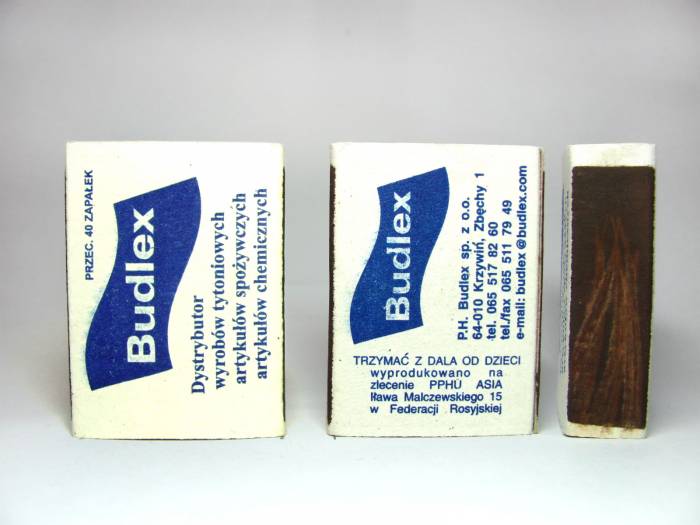 PRZEC. 40 ZAPAŁEK
Budlex
Dystrybutor
wyrobów tytoniowych
artykułów spożywczych
artykułów chemicznych
Budlex
P.H. Budlex sp. z o.o.
64-010 Krzywiń, Zbęchy 1
tel. 065 517 82 60
tel./fax 065 511 79 49
e-mail: budlex @budlex.com
TRZYMAĆ Z DALA OD DZIECI
wyprodukowano na
zlecenie PPHU ASIA
Iława Malczewskiego 15
w Federacji Rosyjskiej